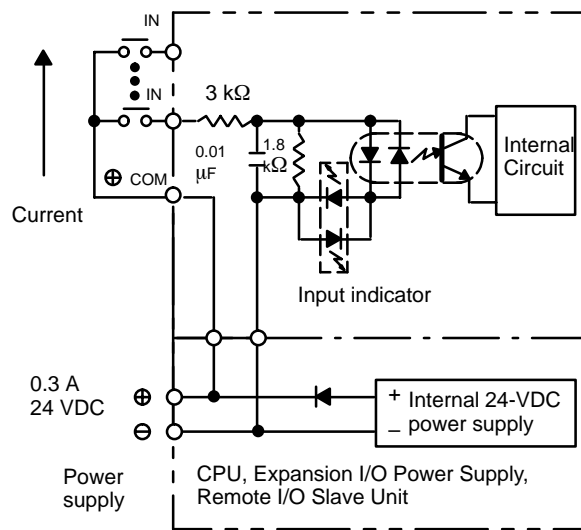 IN
IN
3 kΩ
0.01
μF
1.8
kΩ
Internal
Circuit
⊕ COM
Current
Input indicator
0.3 A
24 VDC
⊕
⊖
+ Internal 24-VDC
– power supply
Power
supply
CPU, Expansion I/O Power Supply,
Remote I/O Slave Unit